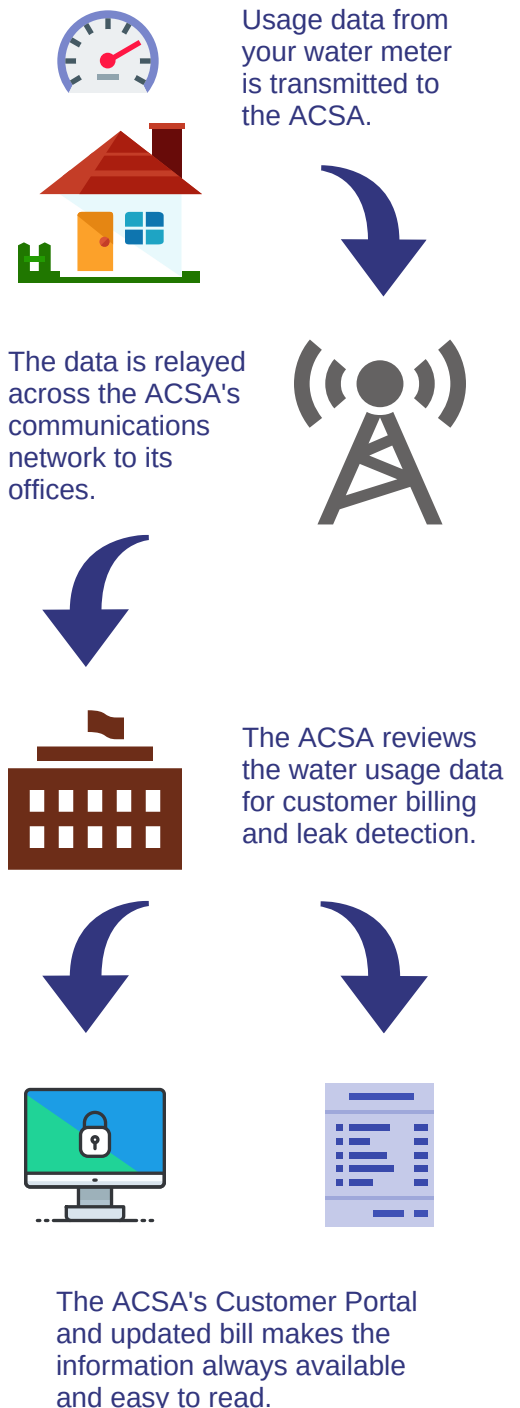 Usage data from
your water meter
is transmitted to
the ACSA.
The data is relayed
across the ACSA's
communications
network to its
offices.
The ACSA reviews
the water usage data
for customer billing
and leak detection.
The ACSA's Customer Portal
and updated bill makes the
information always available
and easy to read.